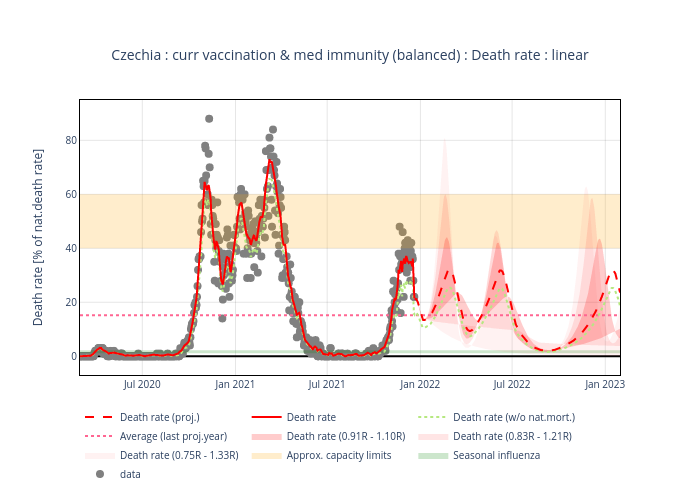 Czechia : curr vaccination & med immunity (balanced) : Death rate : linear
Death rate [% of nat.death rate]
80
60
40
20
0
Jul 2020
Jan 2021
Jul 2021
Jan 2022
Jul 2022
Jan 2023
Death rate (proj.)
Death rate
Death rate (w/o nat.mort.)
Average (last proj.year)
Death rate (0.91R - 1.10R)
Death rate (0.83R - 1.21R)
Death rate (0.75R - 1.33R)
Approx. capacity limits
Seasonal influenza
data